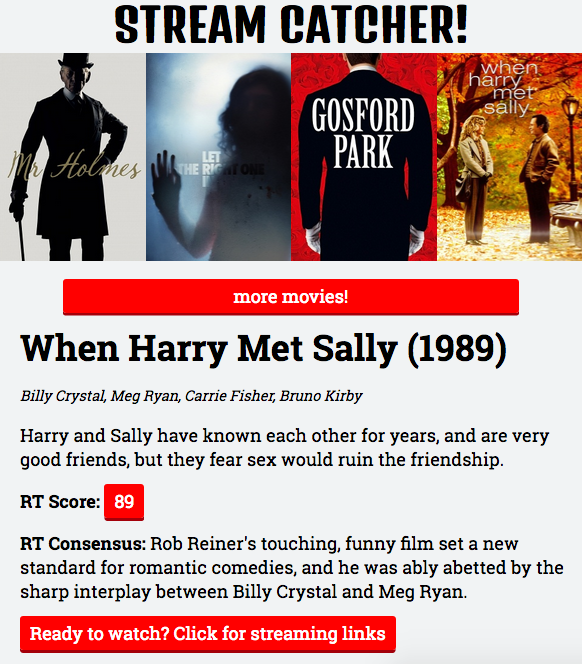 STREAM CATCHER!
Mr Holmes
LET
THE RIGHT ONE
IN
GOSFORD
PARK
when
harry
met
sally
more movies!
When Harry Met Sally (1989)
Billy Crystal, Meg Ryan, Carrie Fisher, Bruno Kirby
Harry and Sally have known each other for years, and are very
good friends, but they fear sex would ruin the friendship.
RT Score: 89
RT Consensus: Rob Reiner's touching, funny film set a new
standard for romantic comedies, and he was ably abetted by the
sharp interplay between Billy Crystal and Meg Ryan.
Ready to watch? Click for streaming links